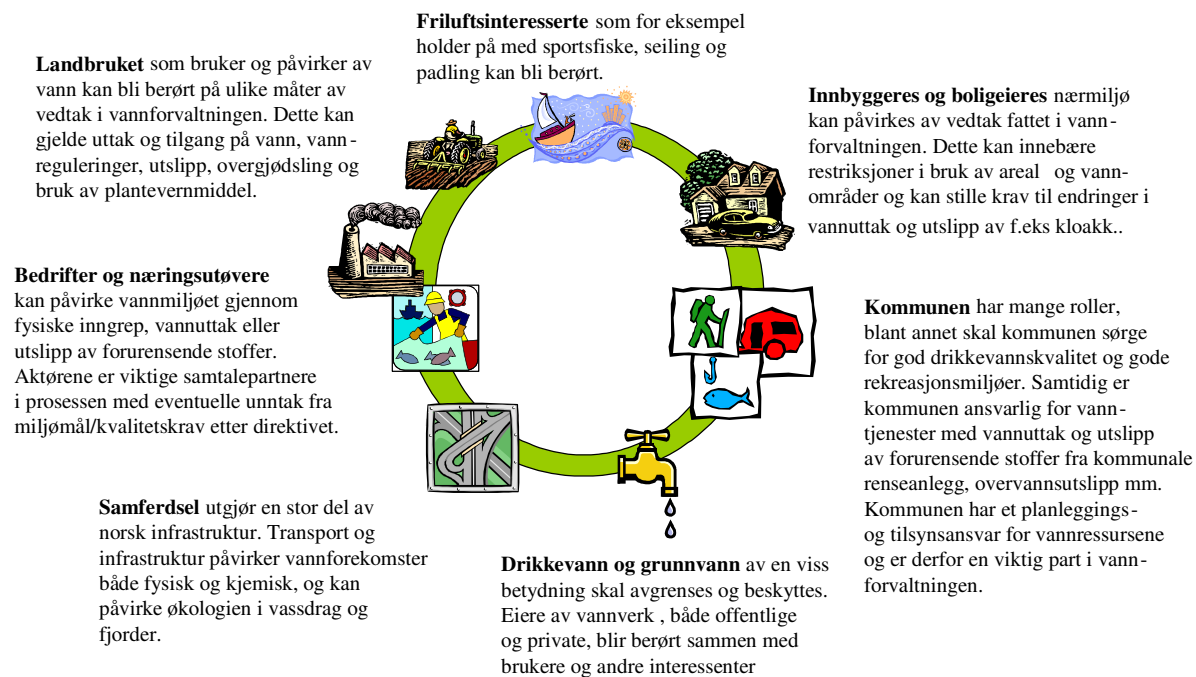 Friluftsinteresserte som for eksempel
holder på med sportsfiske, seiling og
padling kan bli berørt.
Landbruket som bruker og påvirker av
vann kan bli berørt på ulike måter av
vedtak i vannforvaltningen. Dette kan
gjelde uttak og tilgang på vann, vann-
reguleringer, utslipp, overgjødsling og
bruk av plantevernmiddel.
Innbyggeres og boligeieres nærmiljø
kan påvirkes av vedtak fattet i vann-
forvaltningen. Dette kan innebære
restriksjoner i bruk av areal og vann-
områder og kan stille krav til endringer i
vannuttak og utslipp av f.eks kloakk..
Bedrifter og næringsutøvere
kan påvirke vannmiljøet gjennom
fysiske inngrep, vannuttak eller
utslipp av forurensende stoffer.
Aktørene er viktige samtalepartnere
i prosessen med eventuelle unntak fra
miljømål/kvalitetskrav etter direktivet.
Kommunen har mange roller,
blant annet skal kommunen sørge
for god drikkevannskvalitet og gode
rekreasjonsmiljøer. Samtidig er
kommunen ansvarlig for vann-
tjenester med vannuttak og utslipp
av forurensende stoffer fra kommunale
renseanlegg, overvannsutslipp mm.
Kommunen har et planleggings-
og tilsynsansvar for vannressursene
og er derfor en viktig part i vann-
forvaltningen.
Samferdsel utgjør en stor del av
norsk infrastruktur. Transport og
infrastruktur påvirker vannforekomster
både fysisk og kjemisk, og kan
påvirke økologien i vassdrag og
fjorder.
Drikkevann og grunnvann av en viss
betydning skal avgrenses og beskyttes.
Eiere av vannverk , både offentlige
og private, blir berørt sammen med
brukere og andre interessenter